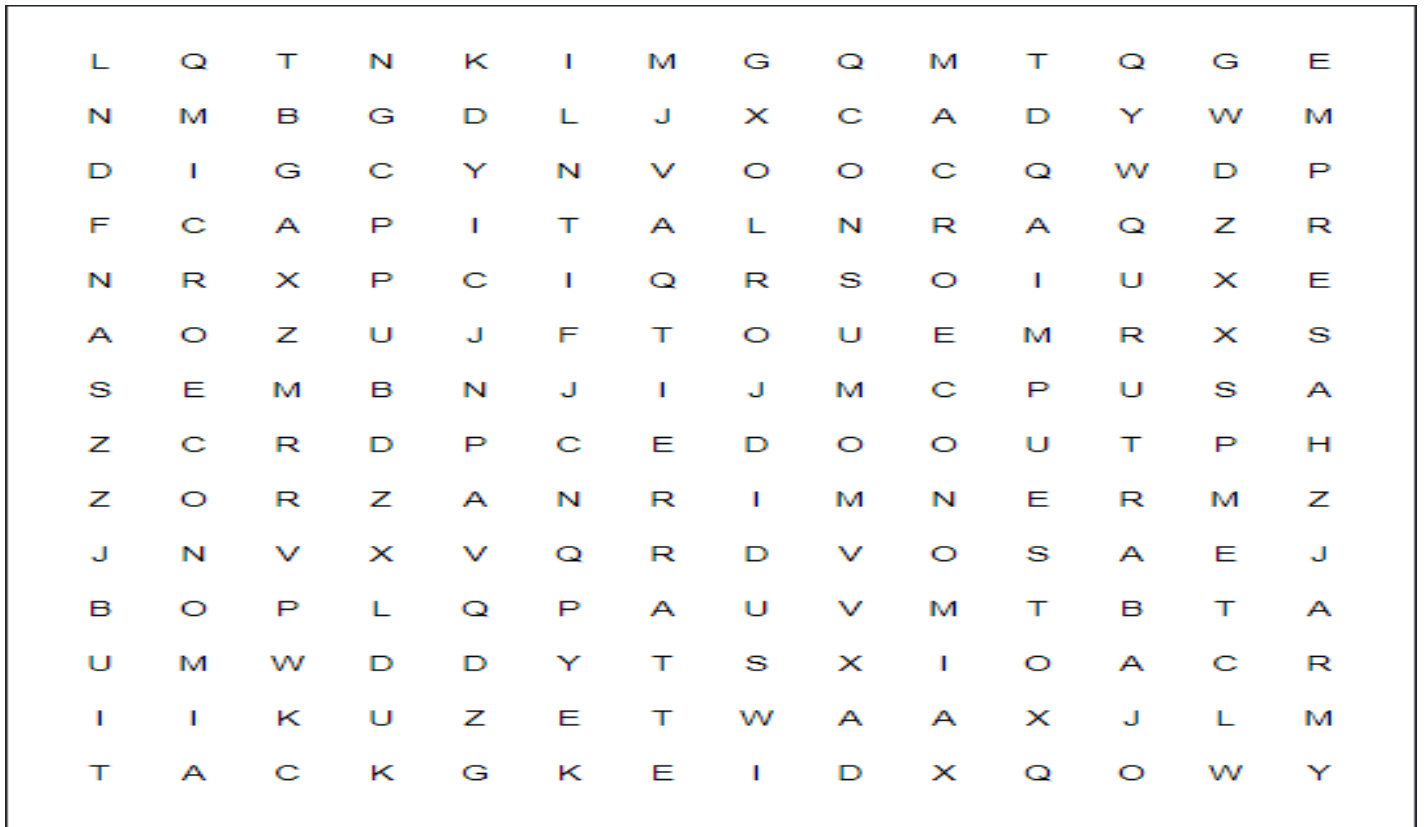 L Q T N K I M G Q M T Q G E
N M B G D L J X C A D Y W M
D I G C Y N V O O C Q W D P
F C A P I T A L N R A Q Z R
N R X P C I Q R S O I U X E
A O Z U J F T O U E M R X S
S E M B N J I J M C P U S A
Z C R D P C E D O O U T P H
Z O R Z A N R I M N E R M Z
J N V X V Q R D V O S A E J
B O P L Q P A U V M T B T A
U M W D D Y T S X I O A C R
I I K U Z E T W A A X J L M
T A C K G K E I D X Q O W Y